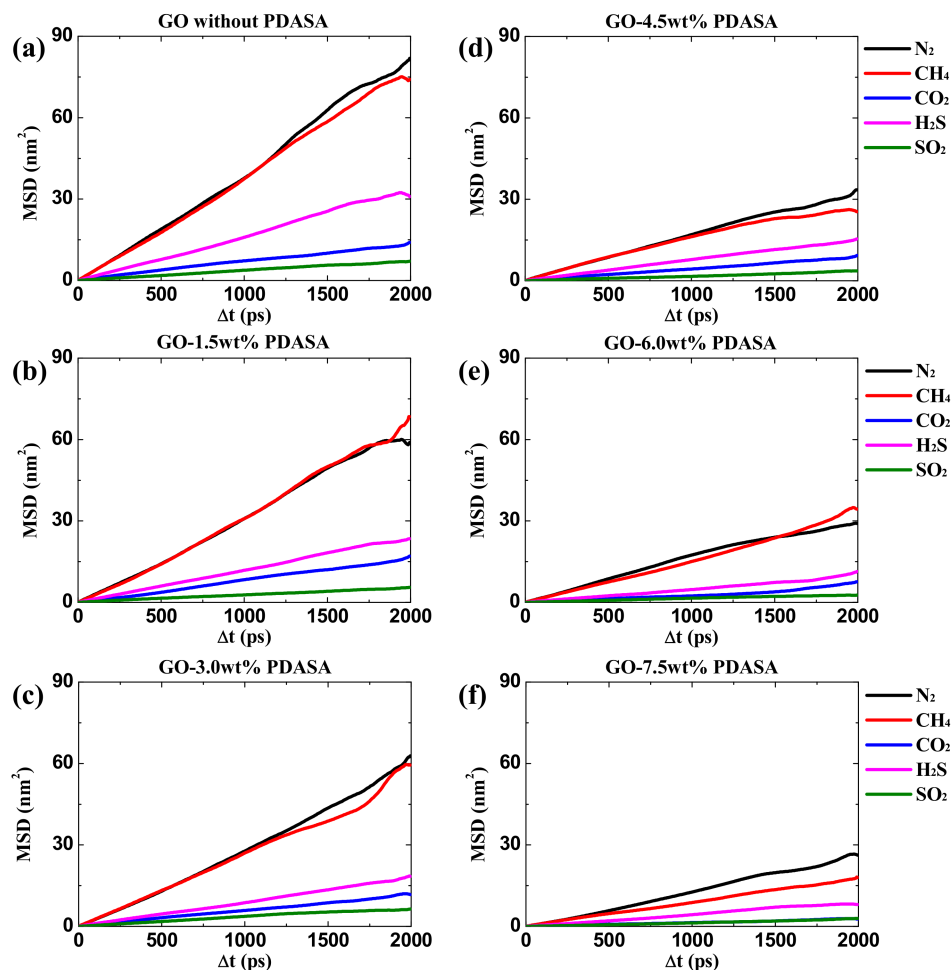 GO without PDASA
(a)
90
60
30
0
MSD (nm²)
0 500 1000 1500 2000
Δt (ps)
GO-1.5wt% PDASA
(b)
90
60
30
0
MSD (nm²)
0 500 1000 1500 2000
Δt (ps)
GO-3.0wt% PDASA
(c)
90
60
30
0
MSD (nm²)
0 500 1000 1500 2000
Δt (ps)
GO-4.5wt% PDASA
(d)
90
60
30
0
MSD (nm²)
0 500 1000 1500 2000
Δt (ps)
N₂
CH₄
CO₂
H₂S
SO₂
GO-6.0wt% PDASA
(e)
90
60
30
0
MSD (nm²)
0 500 1000 1500 2000
Δt (ps)
N₂
CH₄
CO₂
H₂S
SO₂
GO-7.5wt% PDASA
(f)
90
60
30
0
MSD (nm²)
0 500 1000 1500 2000
Δt (ps)
N₂
CH₄
CO₂
H₂S
SO₂